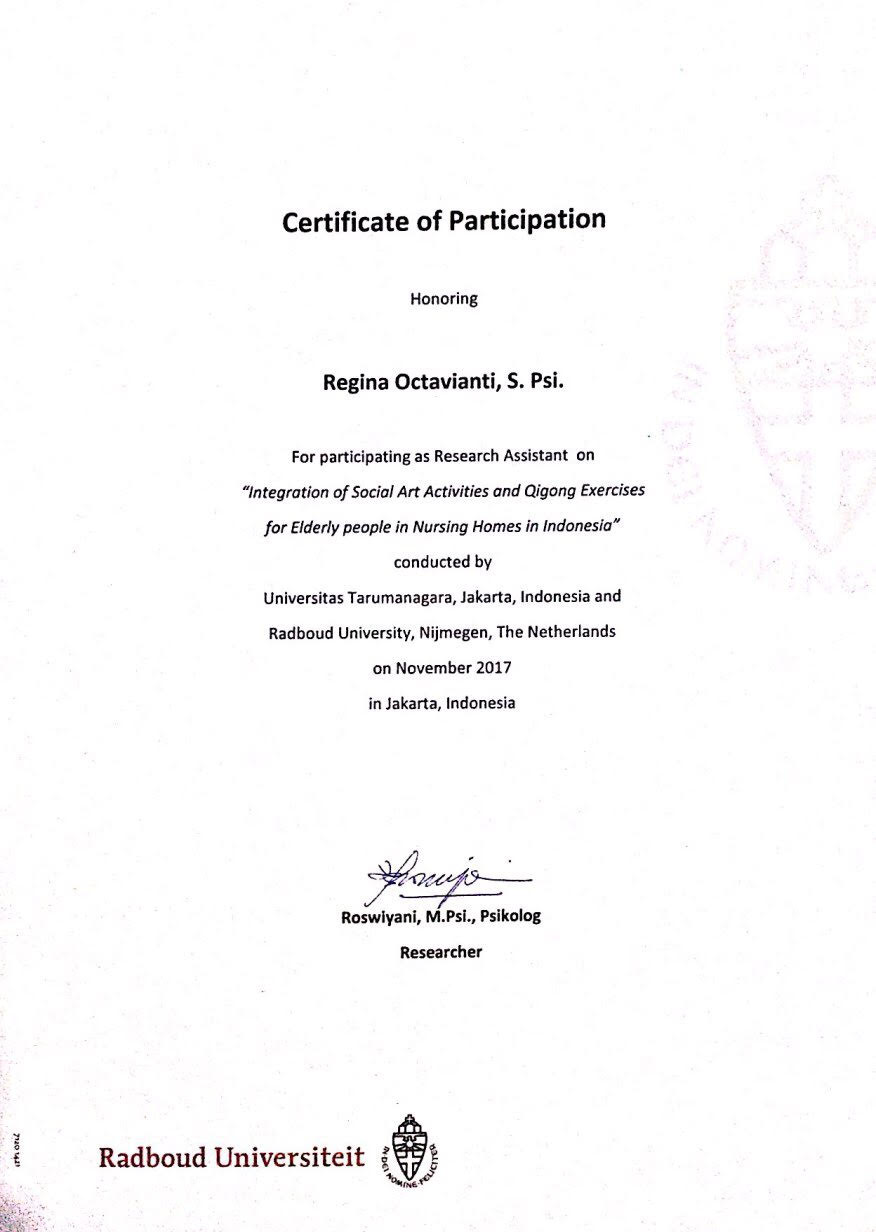 Certificate of Participation
Honoring
Regina Octavianti, S. Psi.
For participating as Research Assistant on
"Integration of Social Art Activities and Qigong Exercises
for Elderly people in Nursing Homes in Indonesia"
conducted by
Universitas Tarumanagara, Jakarta, Indonesia and
Radboud University, Nijmegen, The Netherlands
on November 2017
in Jakarta, Indonesia
Roswiyani, M.Psi., Psikolog
Researcher
Radboud Universiteit
IN DEI NOMINE FELICITER